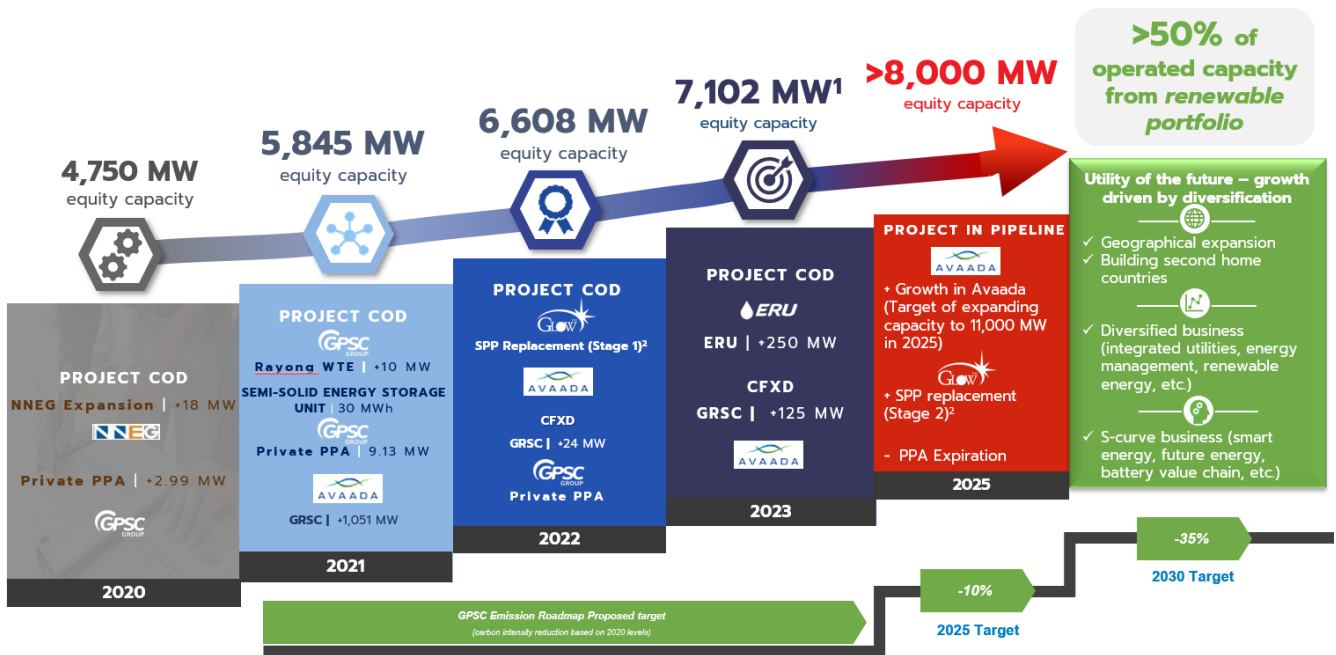 4,750 MW
equity capacity
PROJECT COD
NNEG Expansion | +18 MW
NNEG
Private PPA | +2.99 MW
GPSC
GROUP
2020
5,845 MW
equity capacity
PROJECT COD
GPSC
GROUP
Rayong WTE | +10 MW
SEMI-SOLID ENERGY STORAGE
UNIT | 30 MWh
GPSC
GROUP
Private PPA | 9.13 MW
AVAADA
GRSC | +1,051 MW
2021
6,608 MW
equity capacity
PROJECT COD
GLOW
SPP Replacement (Stage 1)²
AVAADA
CFXD
GRSC | +24 MW
GPSC
GROUP
Private PPA
2022
7,102 MW¹
equity capacity
PROJECT COD
ERU
ERU | +250 MW
CFXD
GRSC | +125 MW
AVAADA
2023
>8,000 MW
equity capacity
PROJECT IN PIPELINE
AVAADA
+ Growth in Avaada
(Target of expanding
capacity to 11,000 MW
in 2025)
GLOW
+ SPP replacement
(Stage 2)²
- PPA Expiration
2025
>50% of
operated capacity
from renewable
portfolio
Utility of the future – growth
driven by diversification
✓ Geographical expansion
✓ Building second home
countries
✓ Diversified business
(integrated utilities, energy
management, renewable
energy, etc.)
✓ S-curve business (smart
energy, future energy,
battery value chain, etc.)
GPSC Emission Roadmap Proposed target
(carbon intensity reduction based on 2020 levels)
-10%
2025 Target
-35%
2030 Target